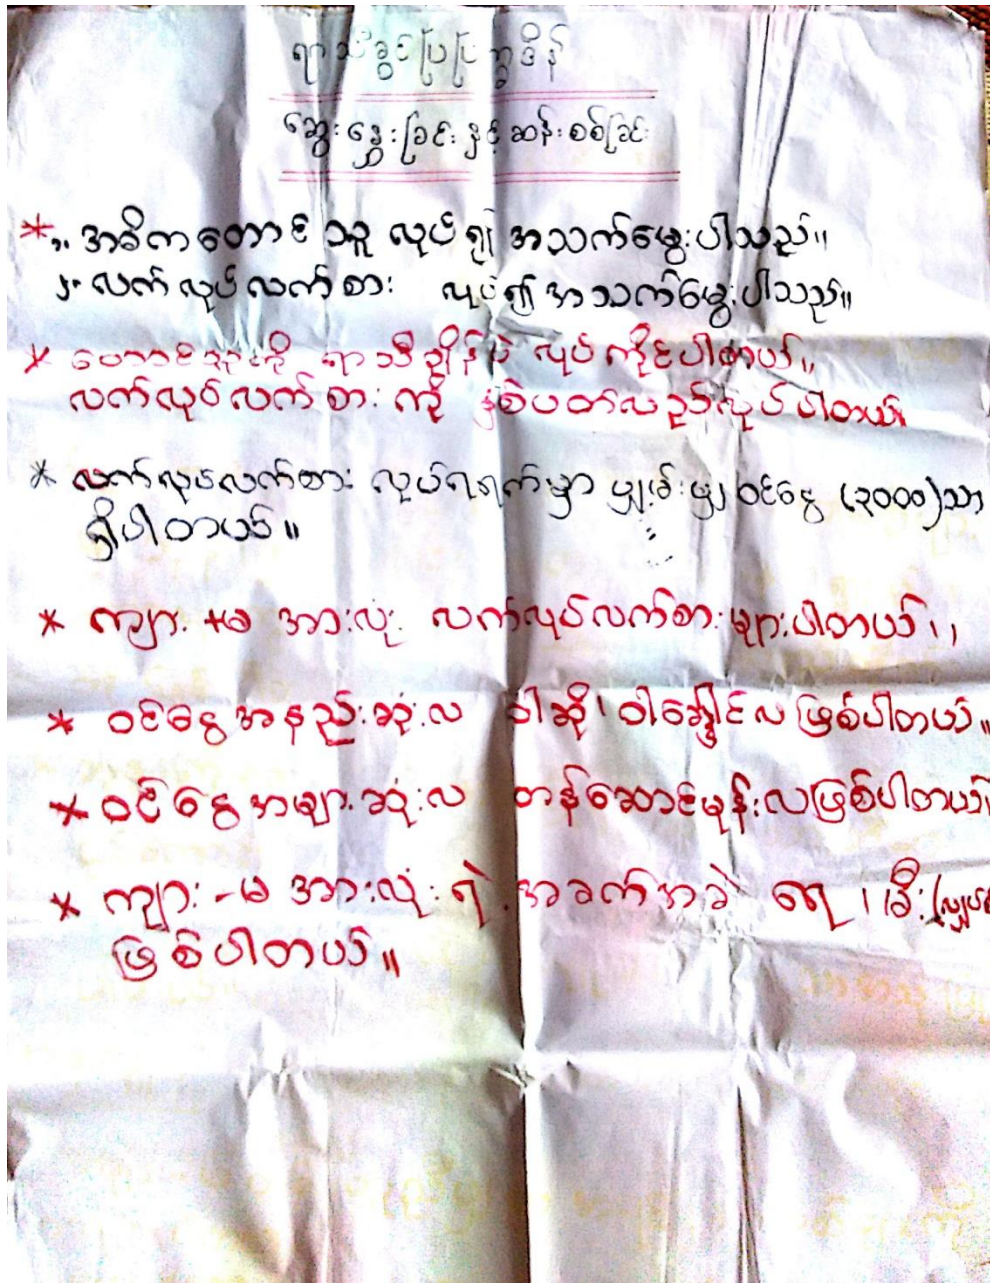 ရာသီခွင်ပြပြက္ခဒိန်
ဆွေးနွေးခြင်းနှင့်ဆန်းစစ်ခြင်း
* ၁။ အဓိကတောင်သူ လုပ်၍ အသက်မွေးပါသည်။
၂။ လက်လုပ်လက်စား လုပ်၍ အသက်မွေးပါသည်။
* တောင်သူကို ရာသီချိန်ပဲ လုပ်ကိုင်ပါတယ်။
လက်လုပ်လက်စား ကို နှစ်ပတ်လည်လုပ်ပါတယ်။
* လက်လုပ်လက်စား လုပ်ရရက်မှာ ပျှမ်းမျှ ဝင်ငွေ (၃၀၀၀)သာ
ရှိပါတယ်။
* ကျား +မ အားလုံး လက်လုပ်လက်စားများပါတယ်။
* ဝင်ငွေအနည်းဆုံးလ ဝါဆို၊ ဝါခေါင်လဖြစ်ပါတယ်။
* ဝင်ငွေအများဆုံးလ တန်ဆောင်မုန်းလဖြစ်ပါတယ်။
* ကျား -မ အားလုံးရဲ့အခက်အခဲ ရေ ၊ မီး(လျှပ်စ
ဖြစ်ပါတယ်။